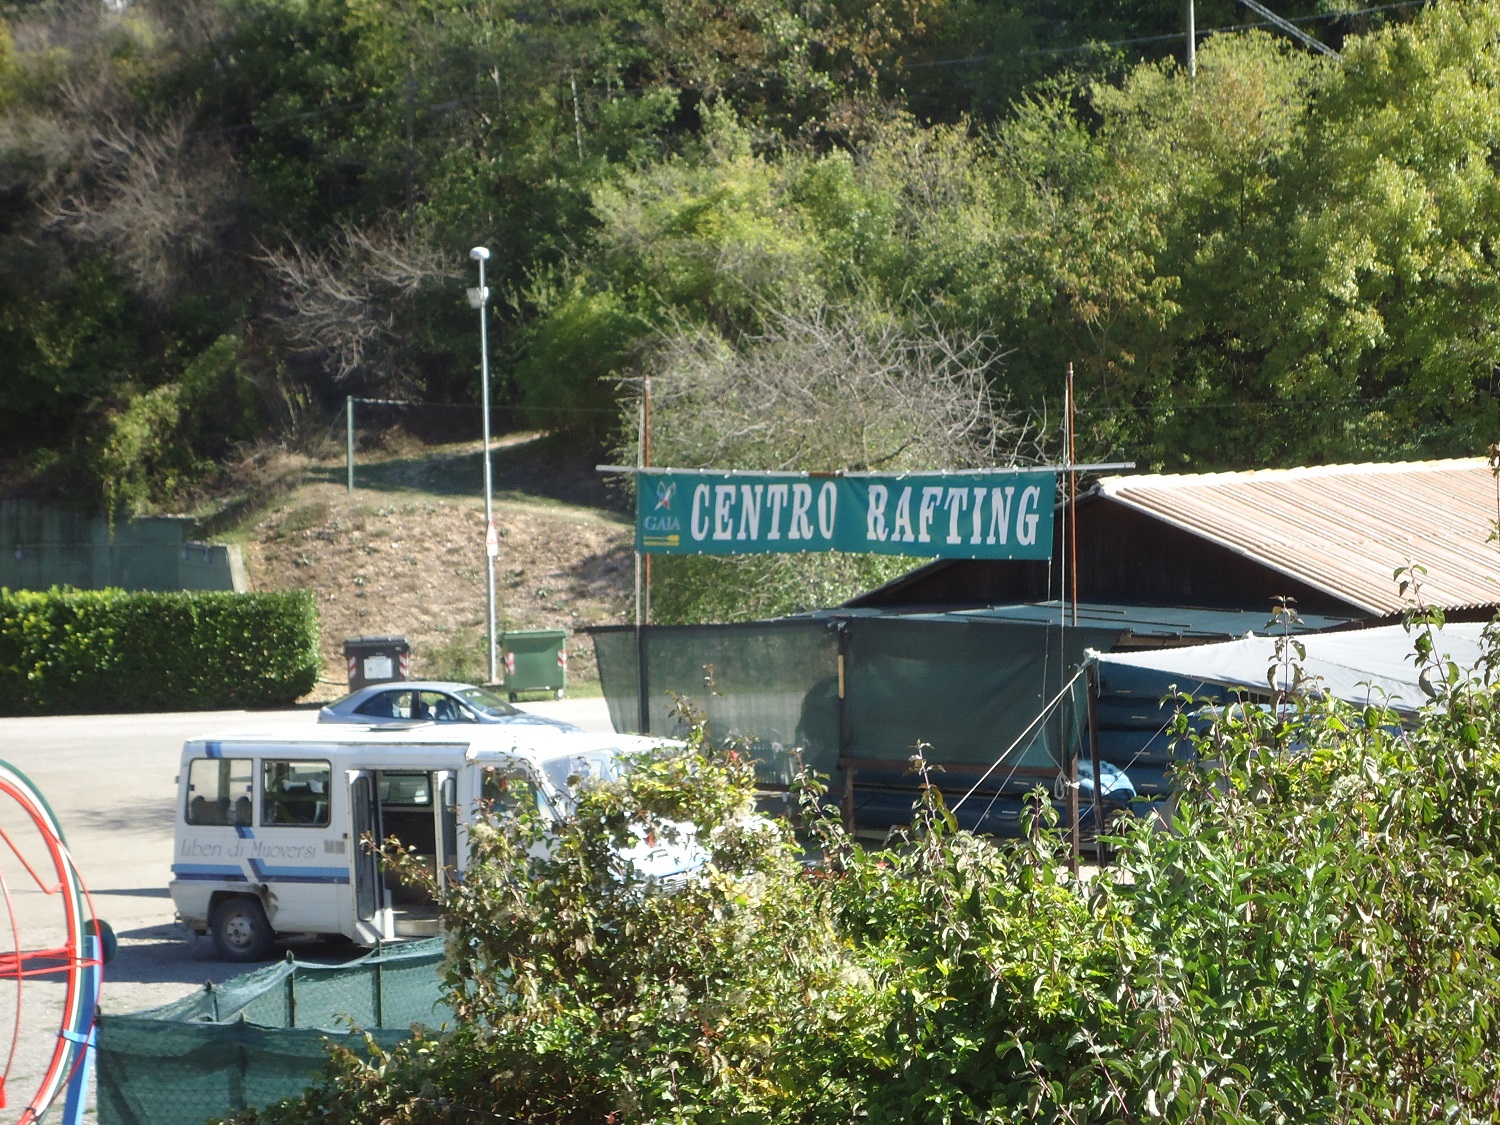 GAIA
CENTRO RAFTING
Liberi di Muoversi